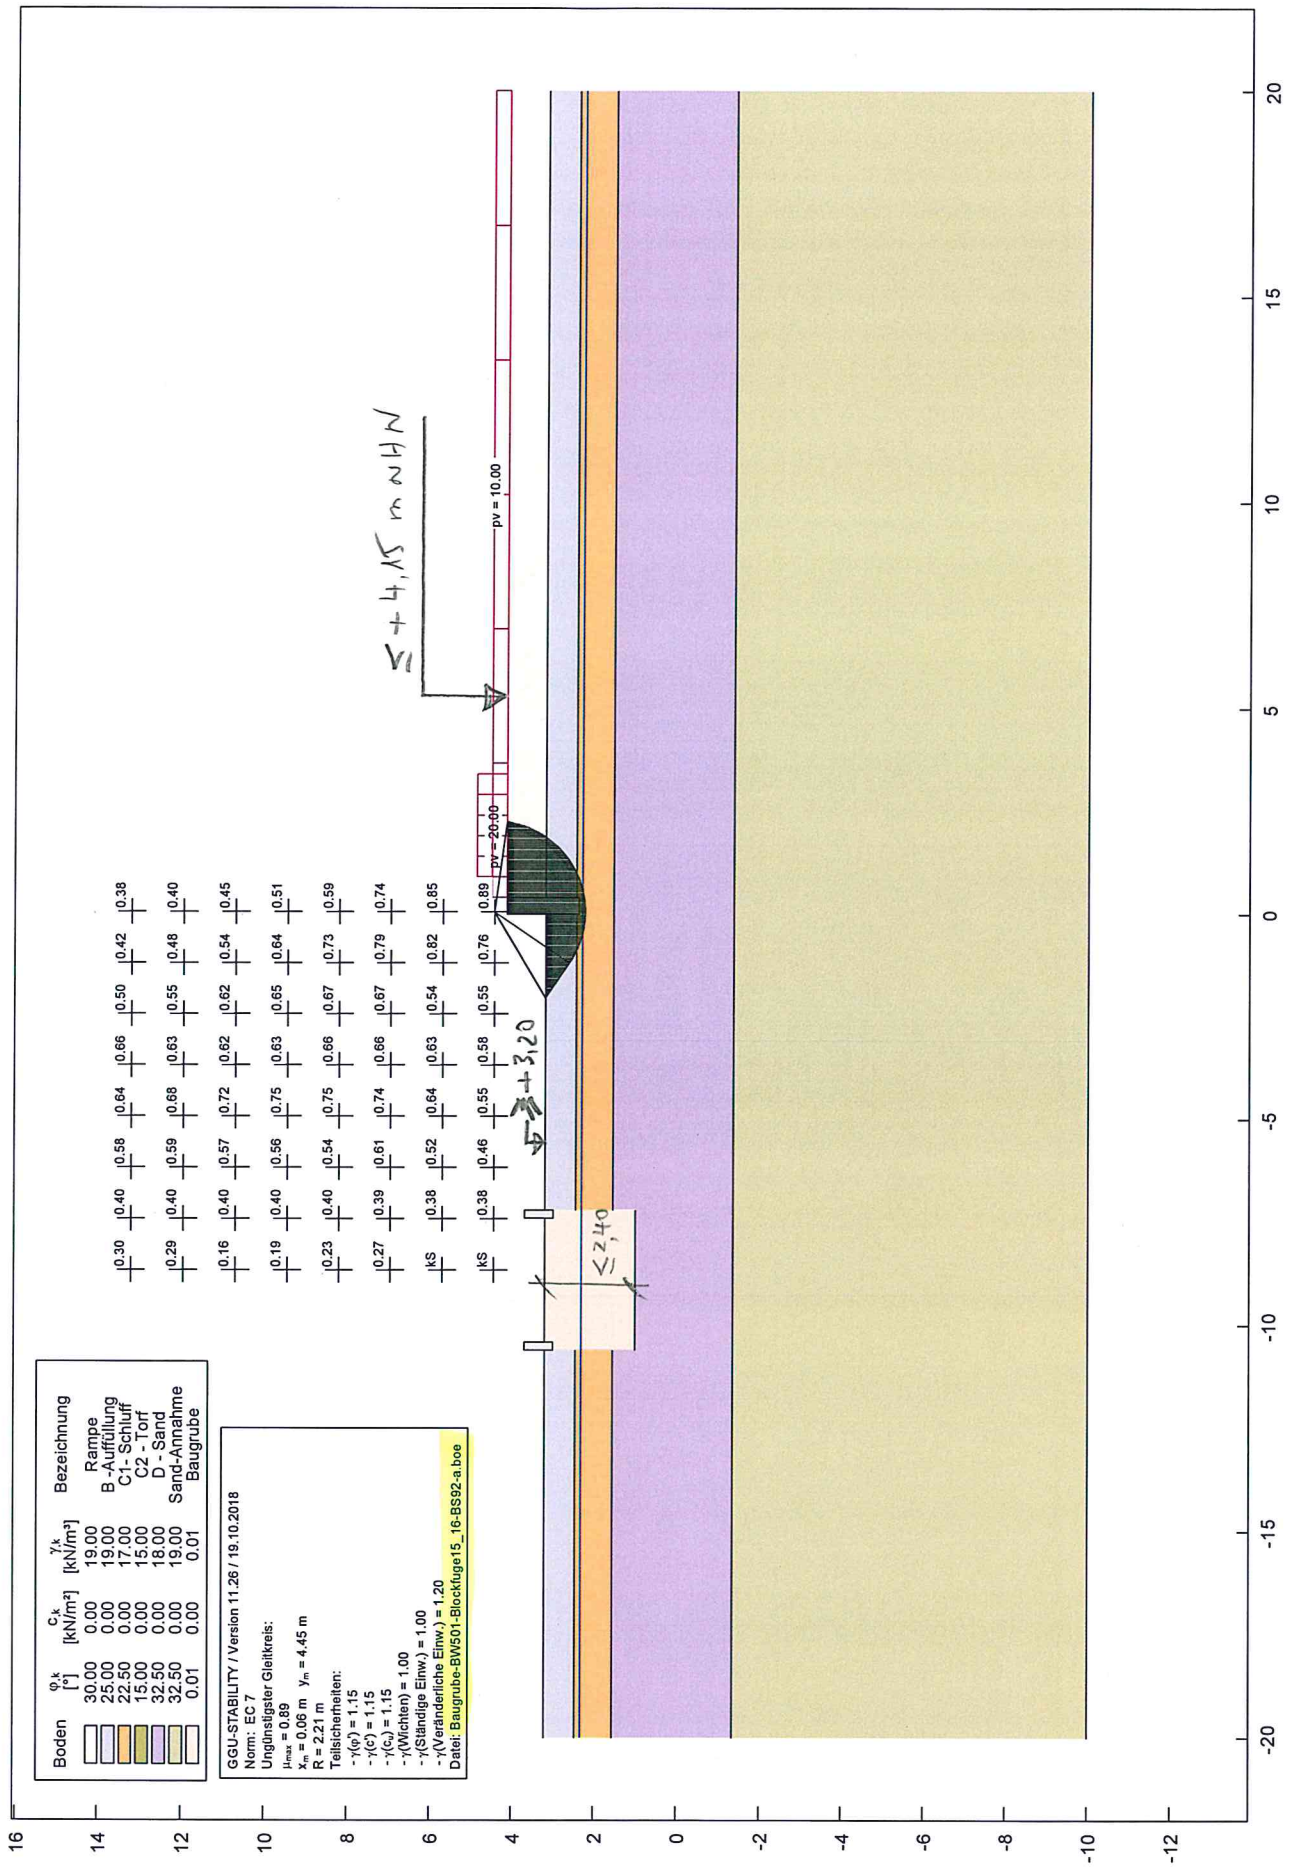 Boden φ,k [°] c,k [kN/m²] γ,k [kN/m³] Bezeichnung
30.00 0.00 19.00 Rampe
25.00 0.00 19.00 B -Auffüllung
22.50 0.00 17.00 C1- Schluff
15.00 0.00 15.00 C2 - Torf
32.50 0.00 18.00 D - Sand
32.50 0.00 19.00 Sand-Annahme
0.01 0.00 0.01 Baugrube
GGU-STABILITY / Version 11.26 / 19.10.2018
Norm: EC 7
Ungünstigster Gleitkreis:
μmax = 0.89
xm = 0.06 m ym = 4.45 m
R = 2.21 m
Teilsicherheiten:
- γ(φ') = 1.15
- γ(c') = 1.15
- γ(cu) = 1.15
- γ(Wichten) = 1.00
- γ(Ständige Einw.) = 1.00
- γ(Veränderliche Einw.) = 1.20
Datei: Baugrube-BW501-Blockfuge15_16-BS92-a.boe
0.30 0.40 0.58 0.64 0.66 0.50 0.42 0.38
0.29 0.40 0.59 0.68 0.63 0.55 0.48 0.40
0.16 0.40 0.57 0.72 0.62 0.62 0.54 0.45
0.19 0.40 0.56 0.75 0.63 0.65 0.64 0.51
0.23 0.40 0.54 0.75 0.66 0.67 0.73 0.59
0.27 0.39 0.61 0.74 0.66 0.67 0.79 0.74
kS 0.38 0.52 0.64 0.63 0.54 0.82 0.85
kS 0.38 0.46 0.55 0.58 0.55 0.76 0.89
≤ + 4,15 m NHN
pv = 20.00
pv = 10.00
+3,20
≤ 2,40
16
14
12
10
8
6
4
2
0
-2
-4
-6
-8
-10
-12
-20 -15 -10 -5 0 5 10 15 20